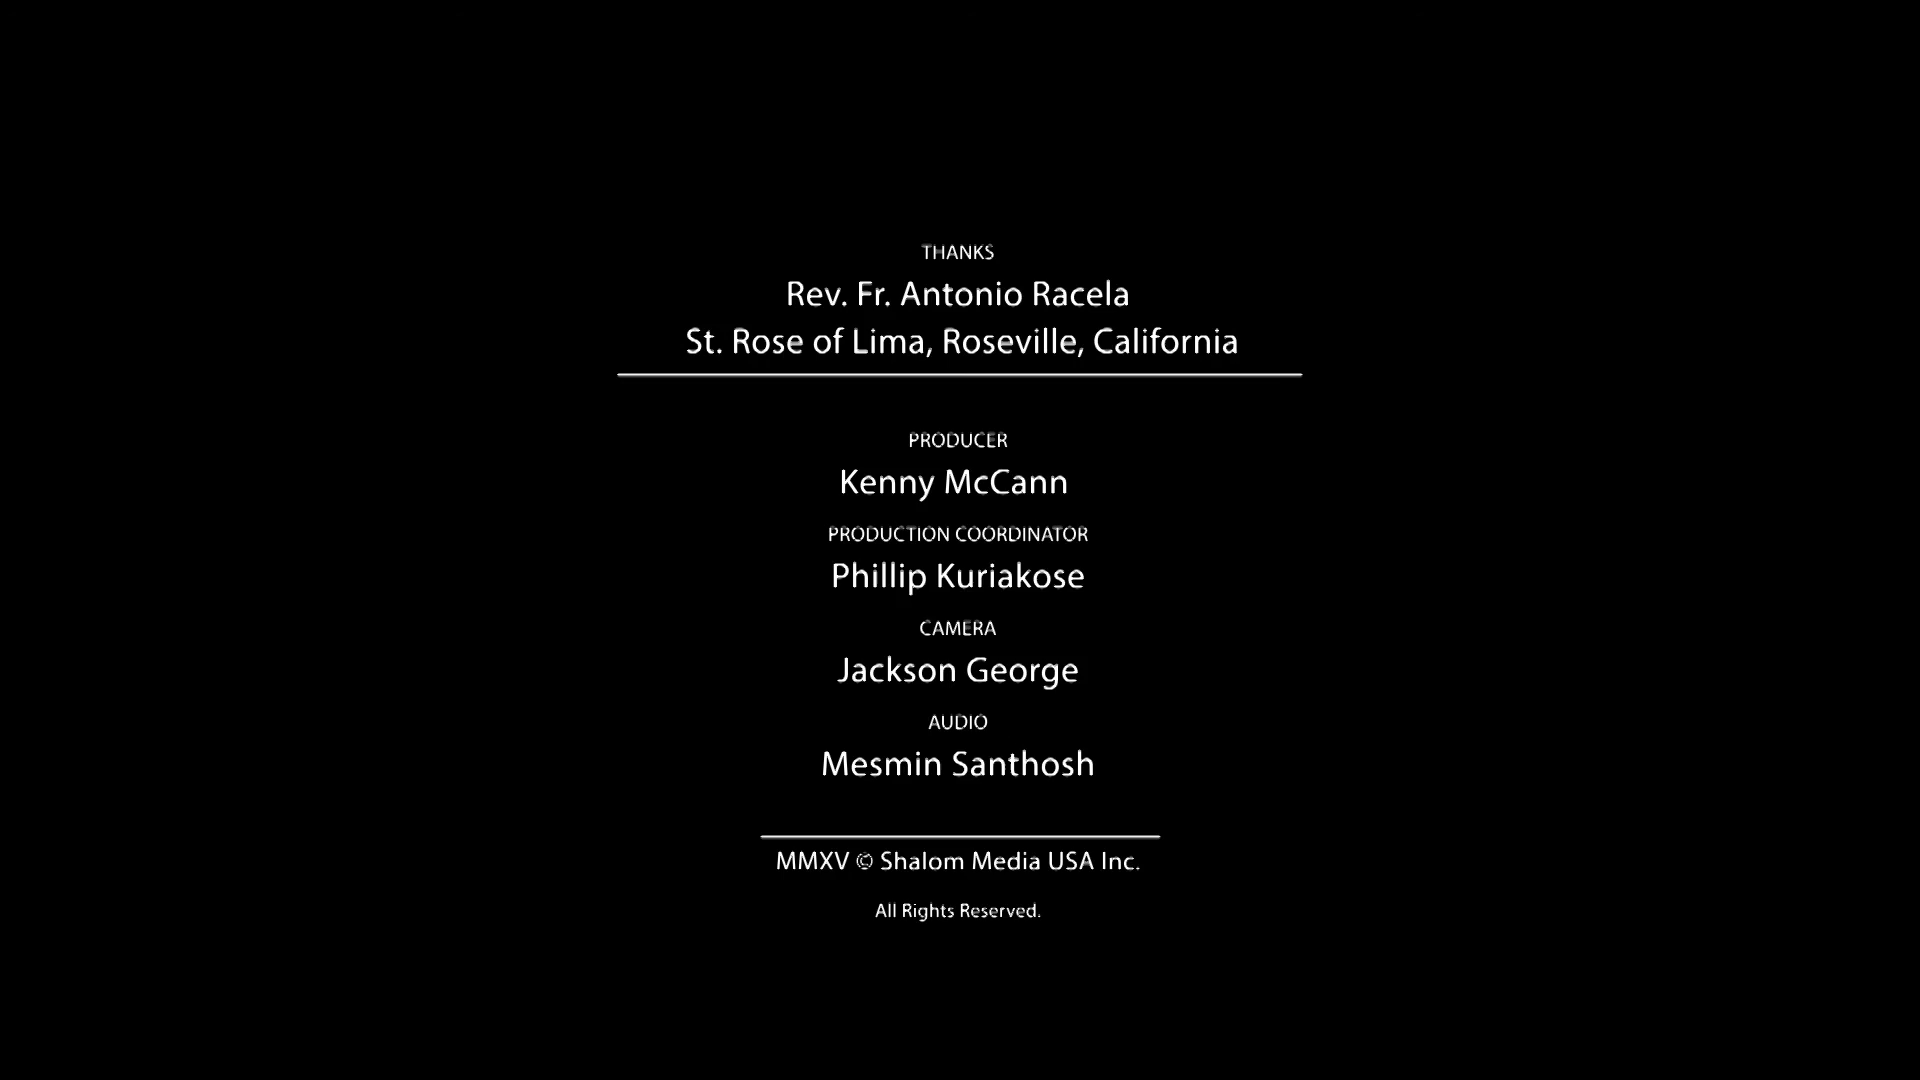 THANKS
Rev. Fr. Antonio Racela
St. Rose of Lima, Roseville, California
PRODUCER
Kenny McCann
PRODUCTION COORDINATOR
Phillip Kuriakose
CAMERA
Jackson George
AUDIO
Mesmin Santhosh
MMXV © Shalom Media USA Inc.
All Rights Reserved.